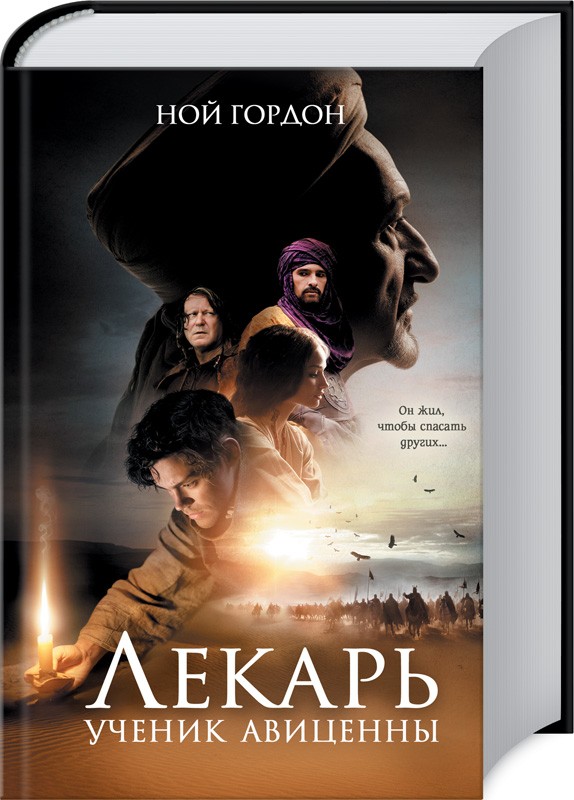 НОЙ ГОРДОН
Он жил,
чтобы спасать
других...
ЛЕКАРЬ
УЧЕНИК АВИЦЕННЫ